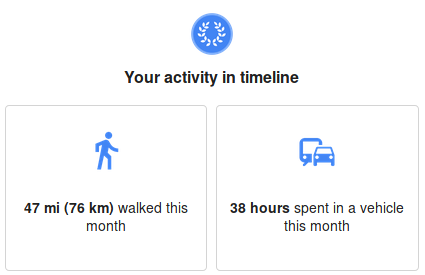 Your activity in timeline
47 mi (76 km) walked this
month
38 hours spent in a vehicle
this month